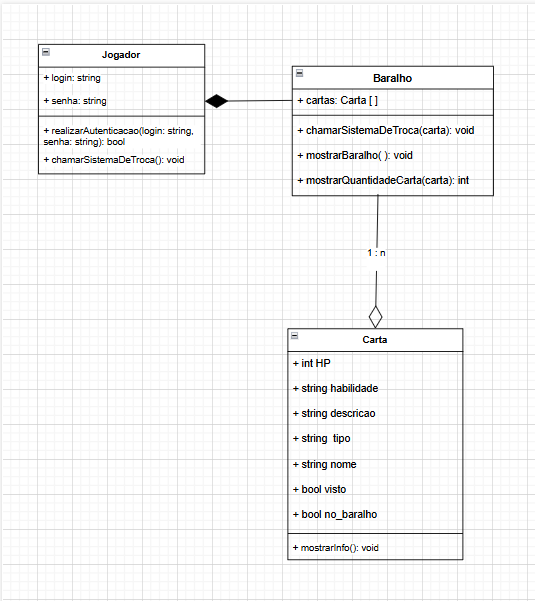 Jogador
+ login: string
+ senha: string
+ realizarAutenticacao(login: string,
senha: string): bool
+ chamarSistemaDeTroca(): void
Baralho
+ cartas: Carta [ ]
+ chamarSistemaDeTroca(carta): void
+ mostrarBaralho( ): void
+ mostrarQuantidadeCarta(carta): int
1 : n
Carta
+ int HP
+ string habilidade
+ string descricao
+ string  tipo
+ string nome
+ bool visto
+ bool no_baralho
+ mostrarInfo(): void